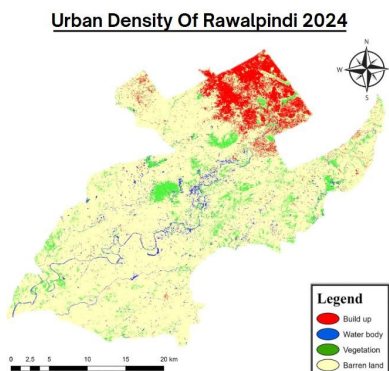 Urban Density Of Rawalpindi 2024
N
W
E
S
Legend
Build up
Water body
Vegetation
Barren land
0 2.5 5 10 15 20 km